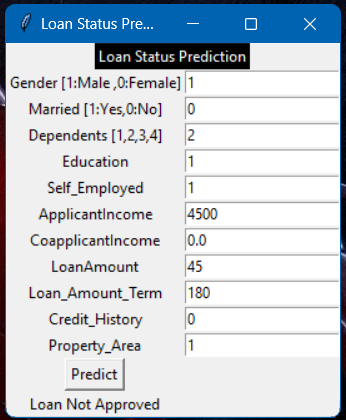 Loan Status Pre...
Loan Status Prediction
Gender [1:Male ,0:Female] 1
Married [1:Yes,0:No] 0
Dependents [1,2,3,4] 2
Education 1
Self_Employed 1
ApplicantIncome 4500
CoapplicantIncome 0.0
LoanAmount 45
Loan_Amount_Term 180
Credit_History 0
Property_Area 1
Predict
Loan Not Approved